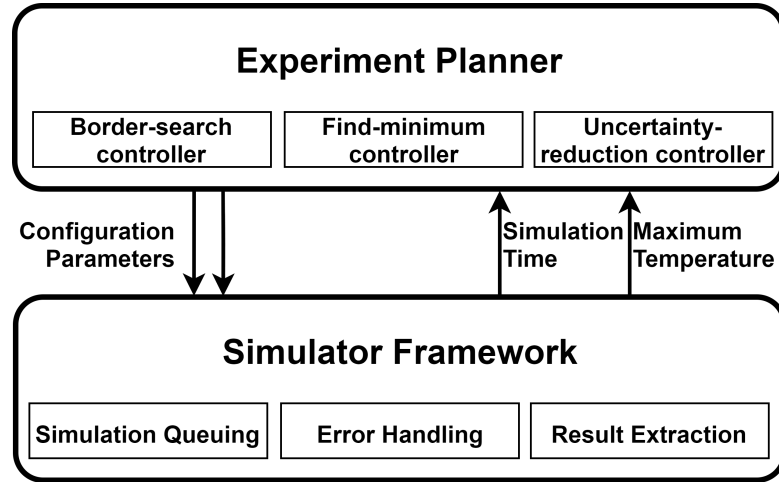 Experiment Planner
Border-search
controller
Find-minimum
controller
Uncertainty-
reduction controller
Configuration
Parameters
Simulation
Time
Maximum
Temperature
Simulator Framework
Simulation Queuing
Error Handling
Result Extraction